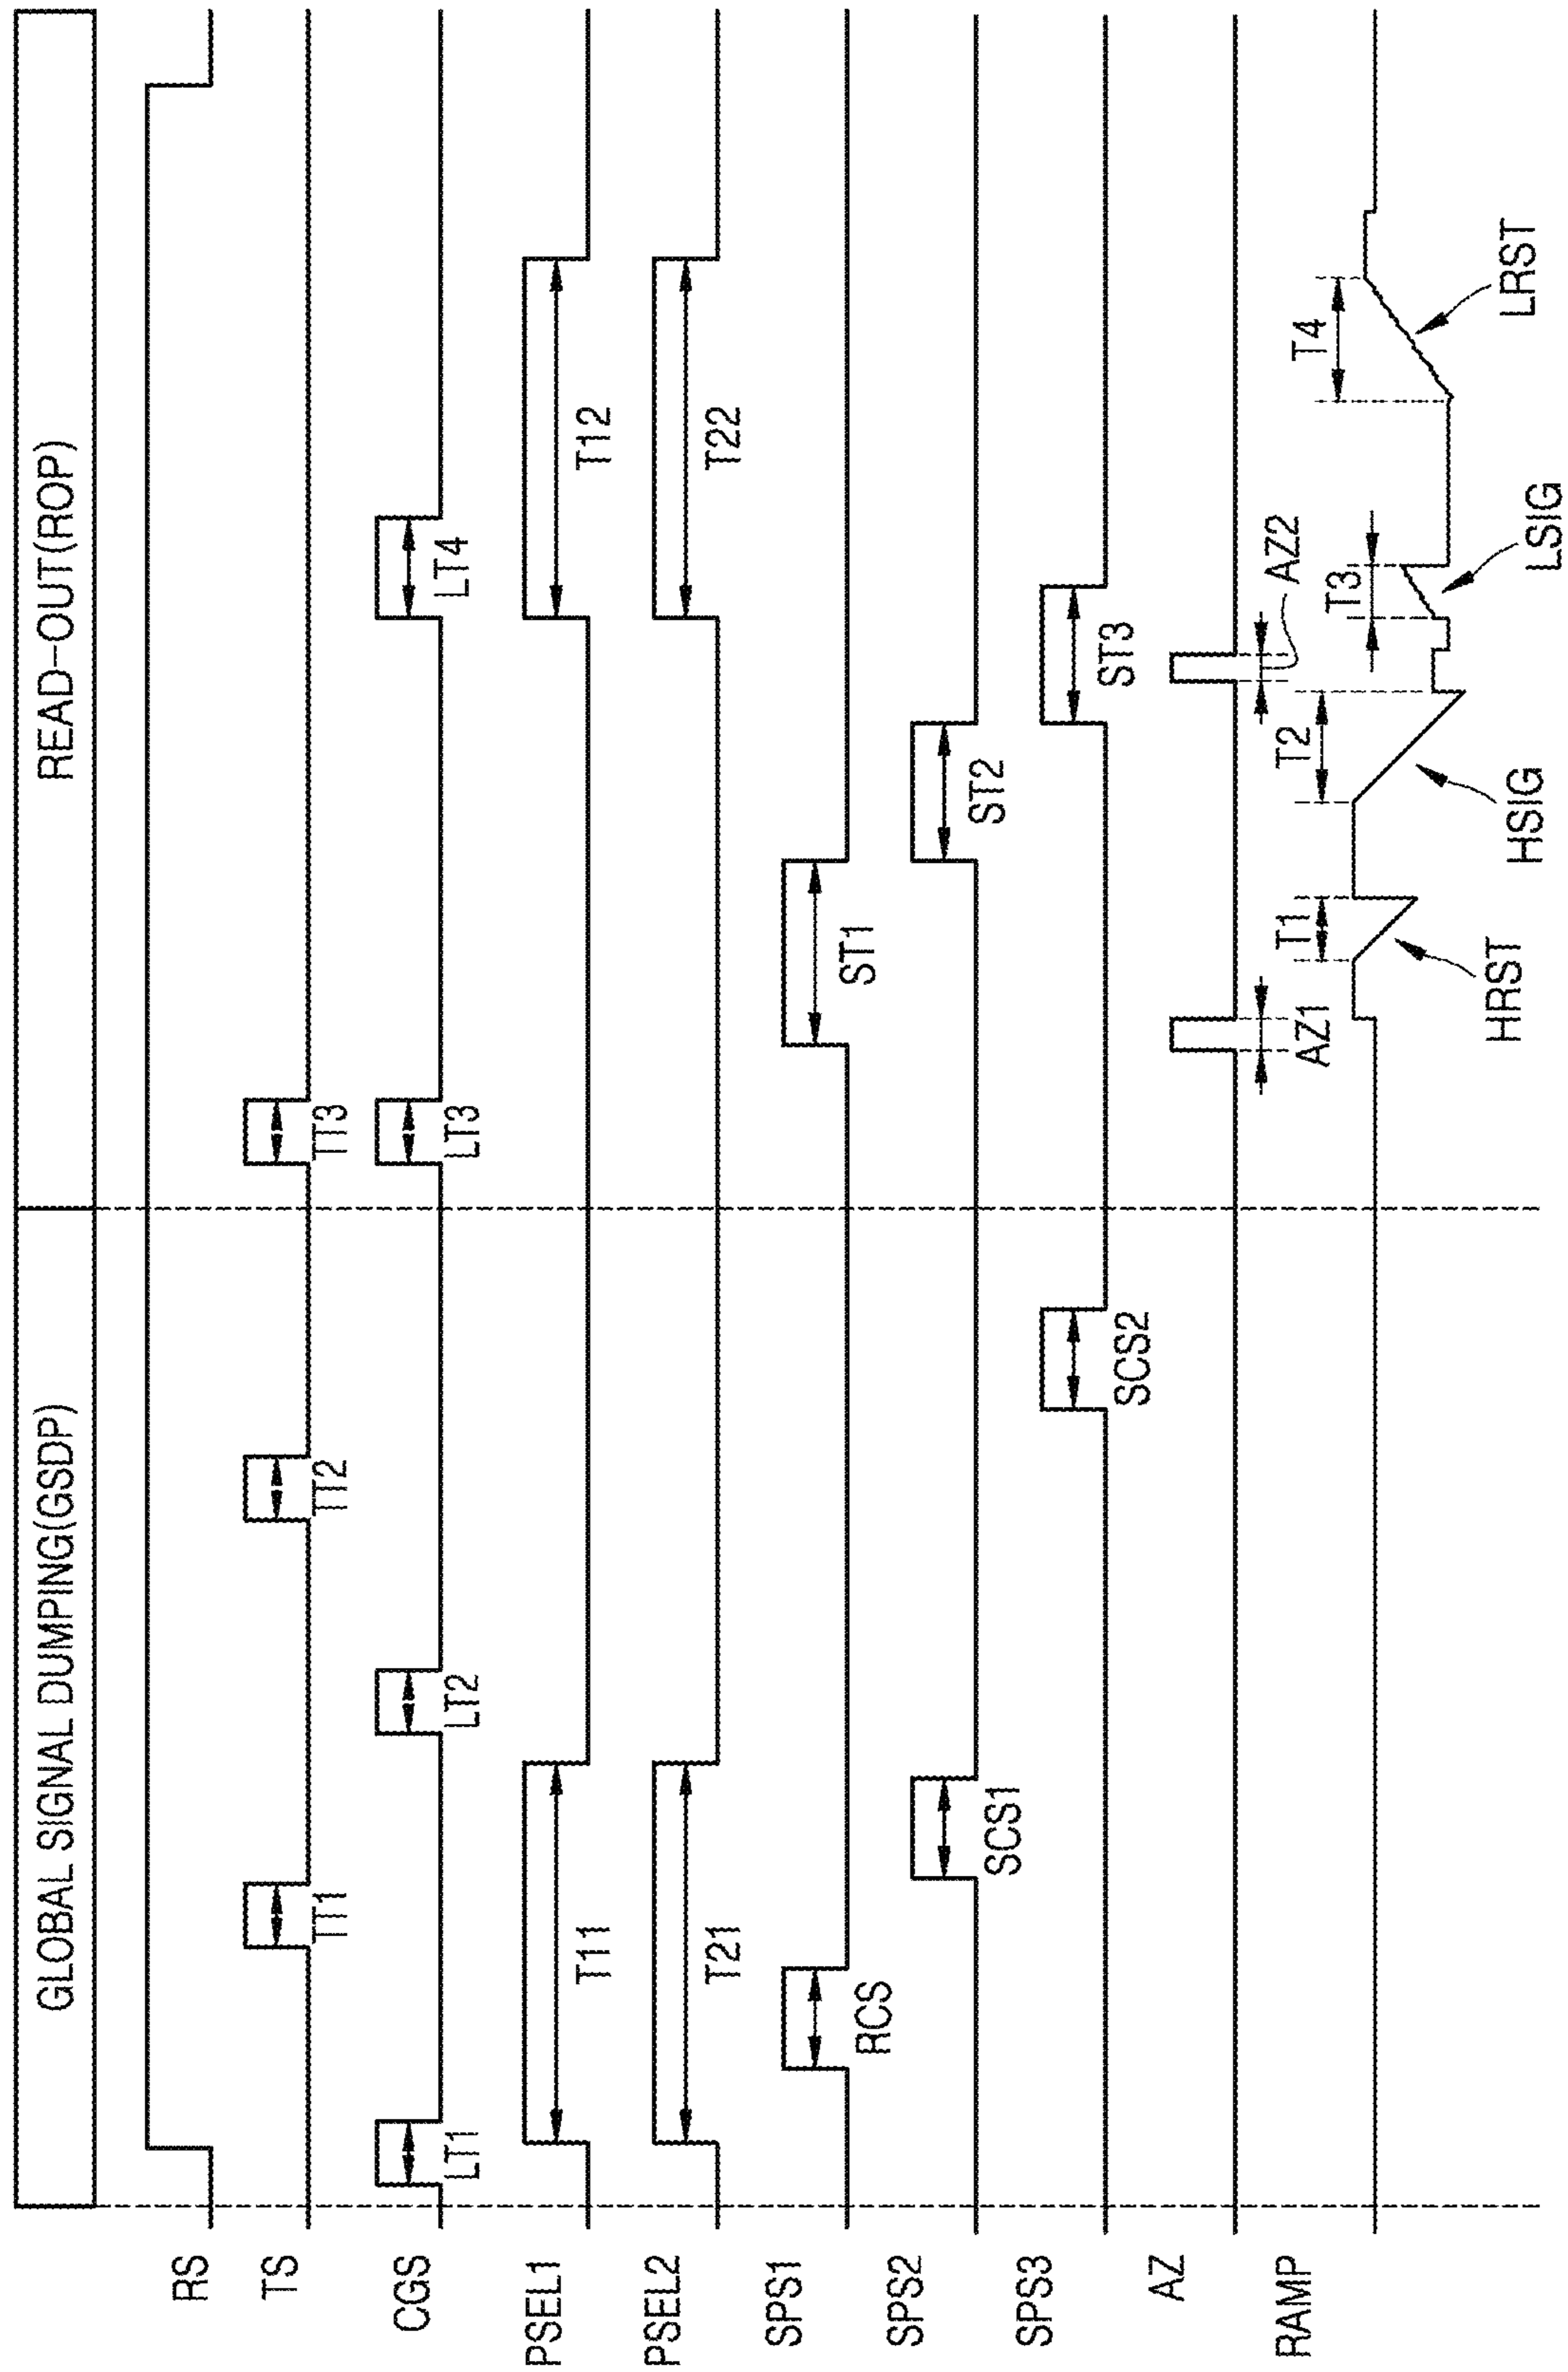 GLOBAL SIGNAL DUMPING(GSDP)
READ-OUT(ROP)
RS
TS
TT1
TT2
TT3
CGS
LT1
LT2
LT3
LT4
PSEL1
T11
T12
PSEL2
T21
T22
SPS1
RCS
ST1
SPS2
SCS1
ST2
SPS3
SCS2
ST3
AZ
AZ1
AZ2
RAMP
T1
T2
T3
T4
HRST
HSIG
LSIG
LRST